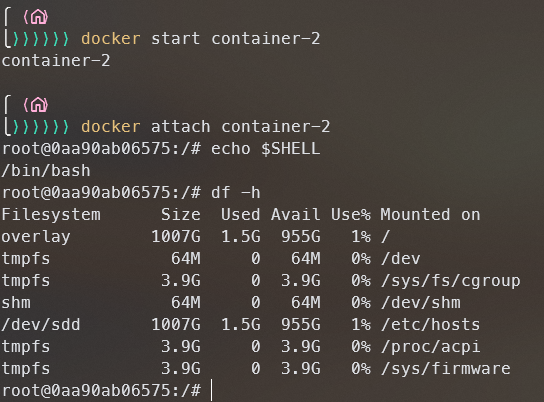 ⟩⟩⟩⟩⟩⟩ docker start container-2
container-2
⟩⟩⟩⟩⟩⟩ docker attach container-2
root@0aa90ab06575:/# echo $SHELL
/bin/bash
root@0aa90ab06575:/# df -h
Filesystem      Size  Used Avail Use% Mounted on
overlay        1007G  1.5G  955G   1% /
tmpfs            64M     0   64M   0% /dev
tmpfs           3.9G     0  3.9G   0% /sys/fs/cgroup
shm              64M     0   64M   0% /dev/shm
/dev/sdd       1007G  1.5G  955G   1% /etc/hosts
tmpfs           3.9G     0  3.9G   0% /proc/acpi
tmpfs           3.9G     0  3.9G   0% /sys/firmware
root@0aa90ab06575:/#